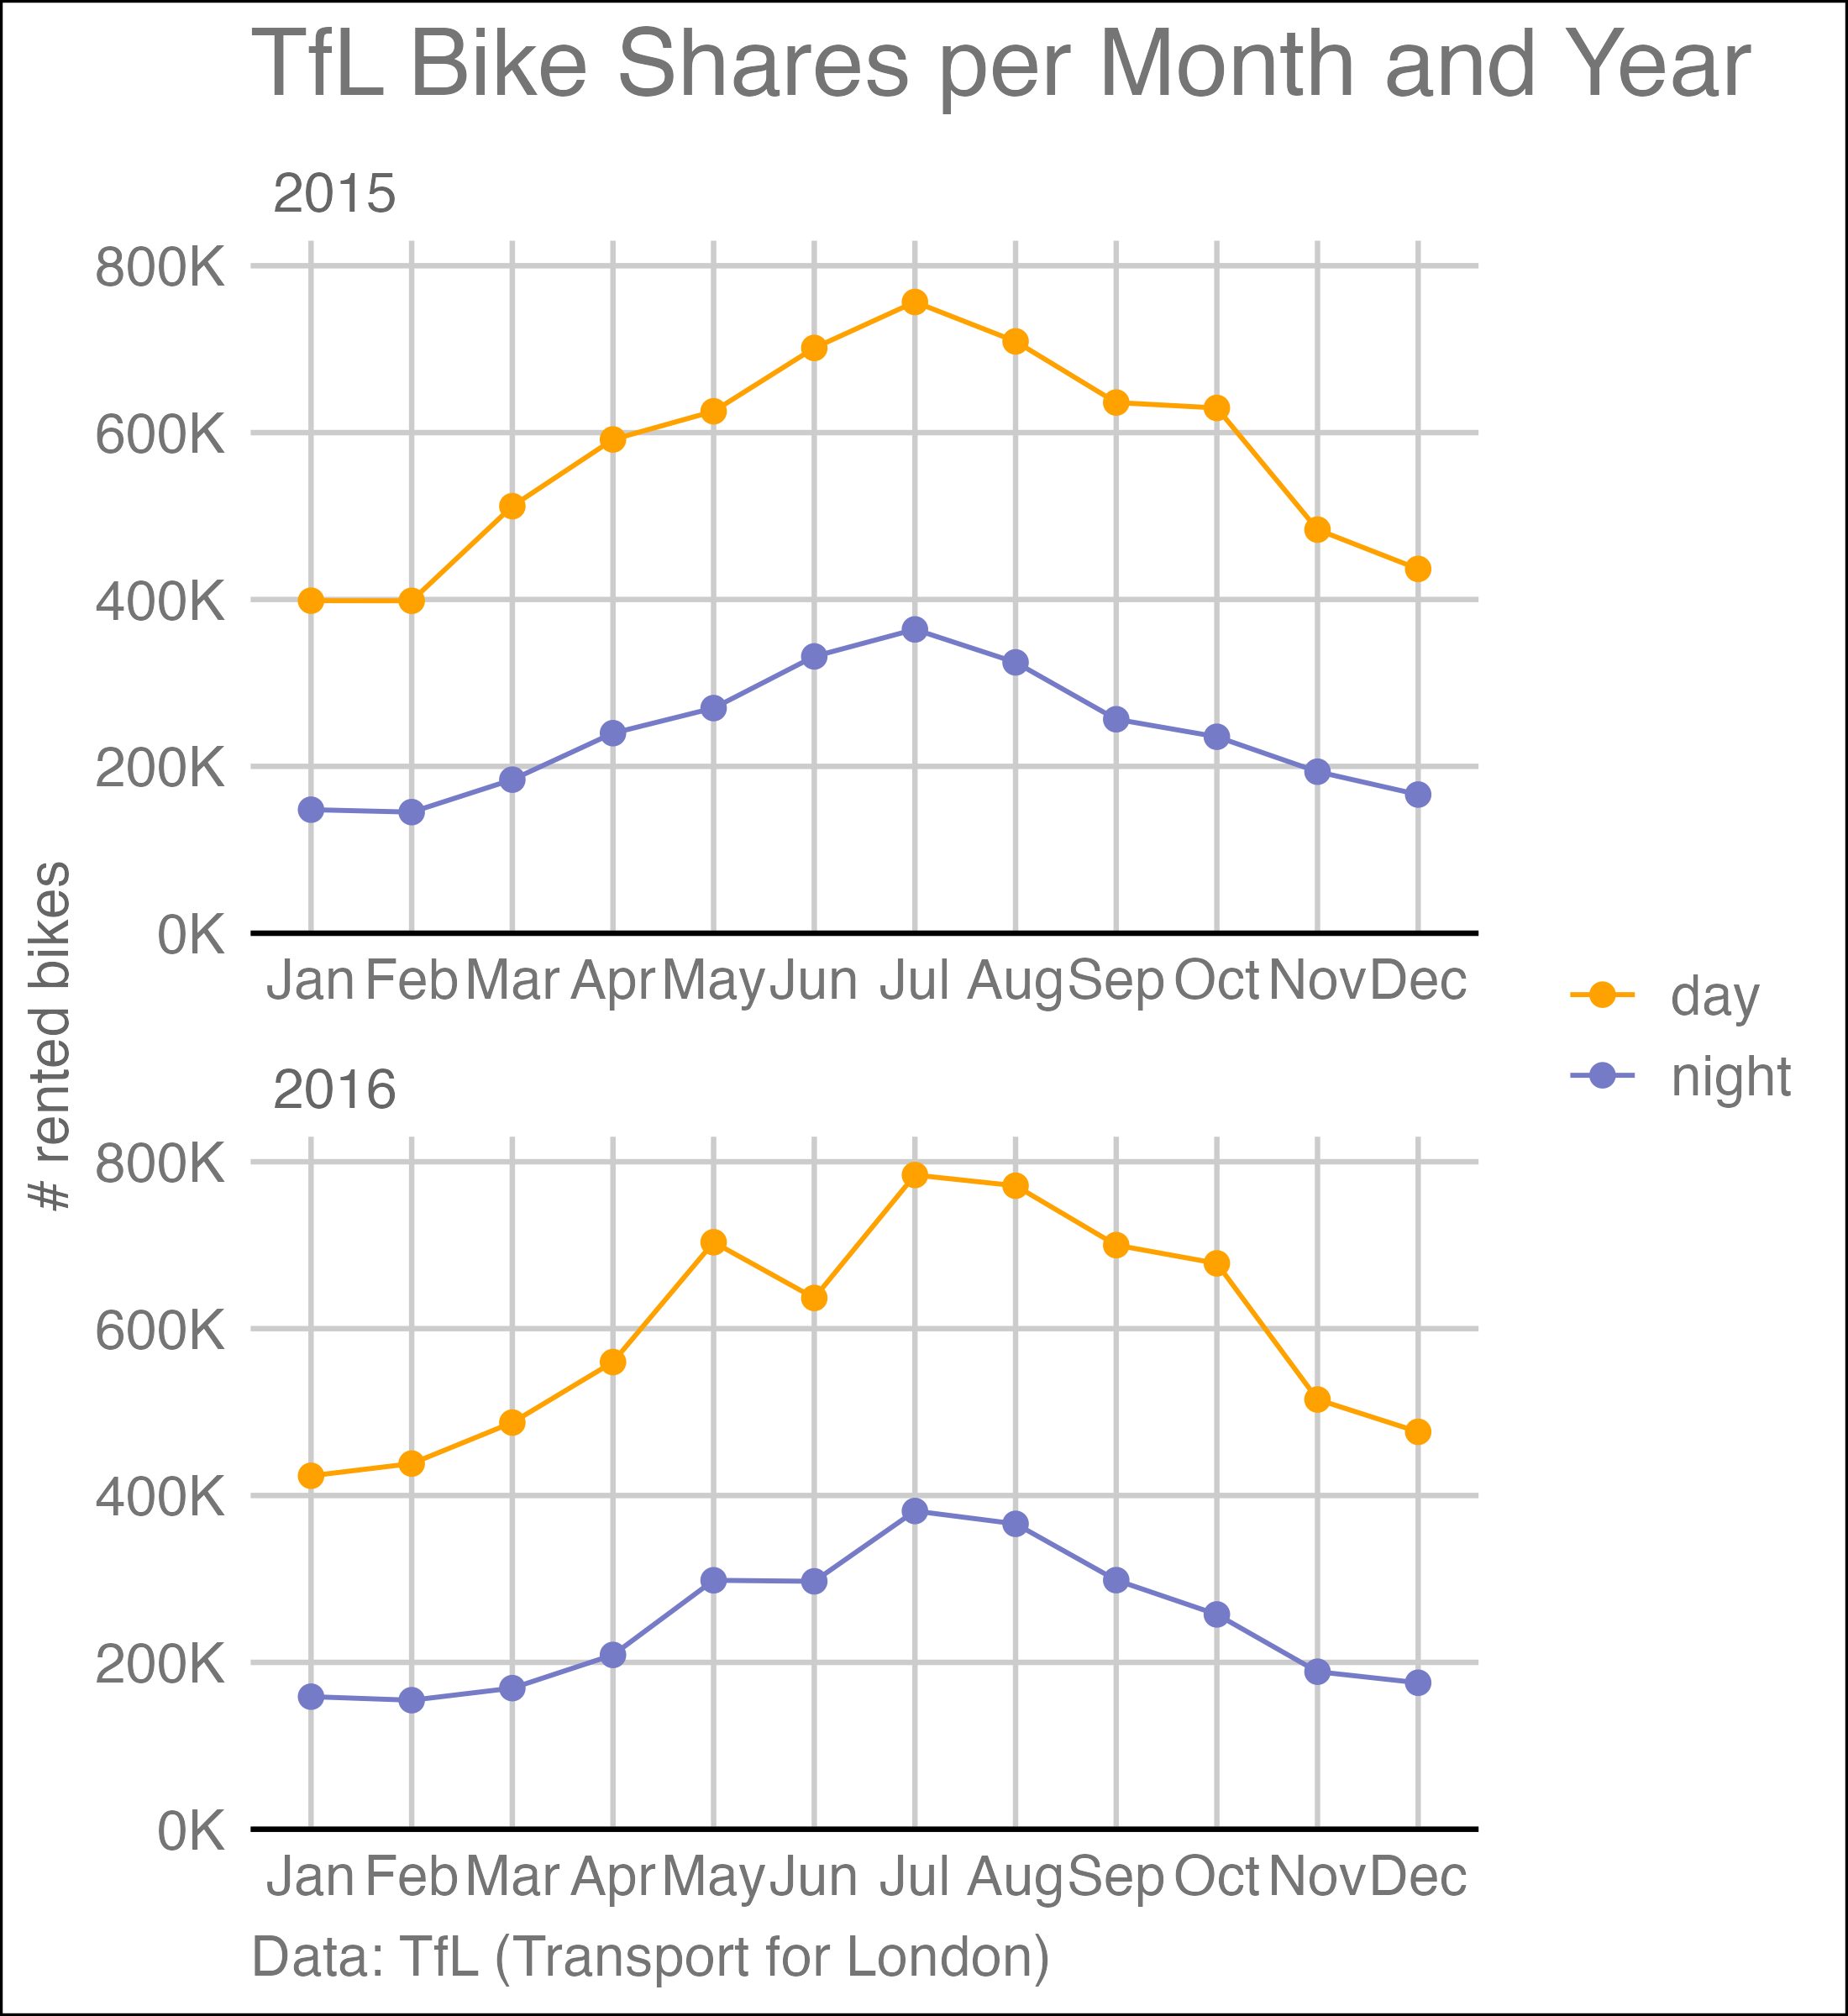 TfL Bike Shares per Month and Year
2015
800K
600K
400K
200K
0K
Jan Feb Mar Apr May Jun Jul Aug Sep Oct Nov Dec
# rented bikes
day
night
2016
800K
600K
400K
200K
0K
Jan Feb Mar Apr May Jun Jul Aug Sep Oct Nov Dec
Data: TfL (Transport for London)